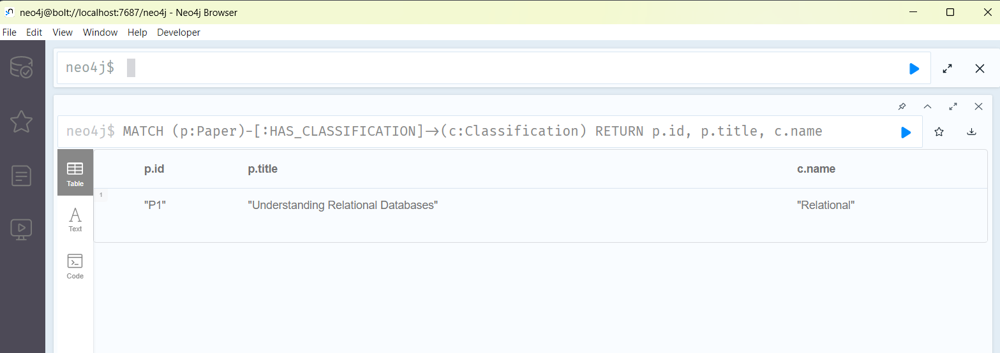 neo4j@bolt://localhost:7687/neo4j - Neo4j Browser
File Edit View Window Help Developer
neo4j$
neo4j$ MATCH (p:Paper)-[:HAS_CLASSIFICATION]->(c:Classification) RETURN p.id, p.title, c.name
Table
Text
Code
p.id p.title c.name
1
"P1" "Understanding Relational Databases" "Relational"